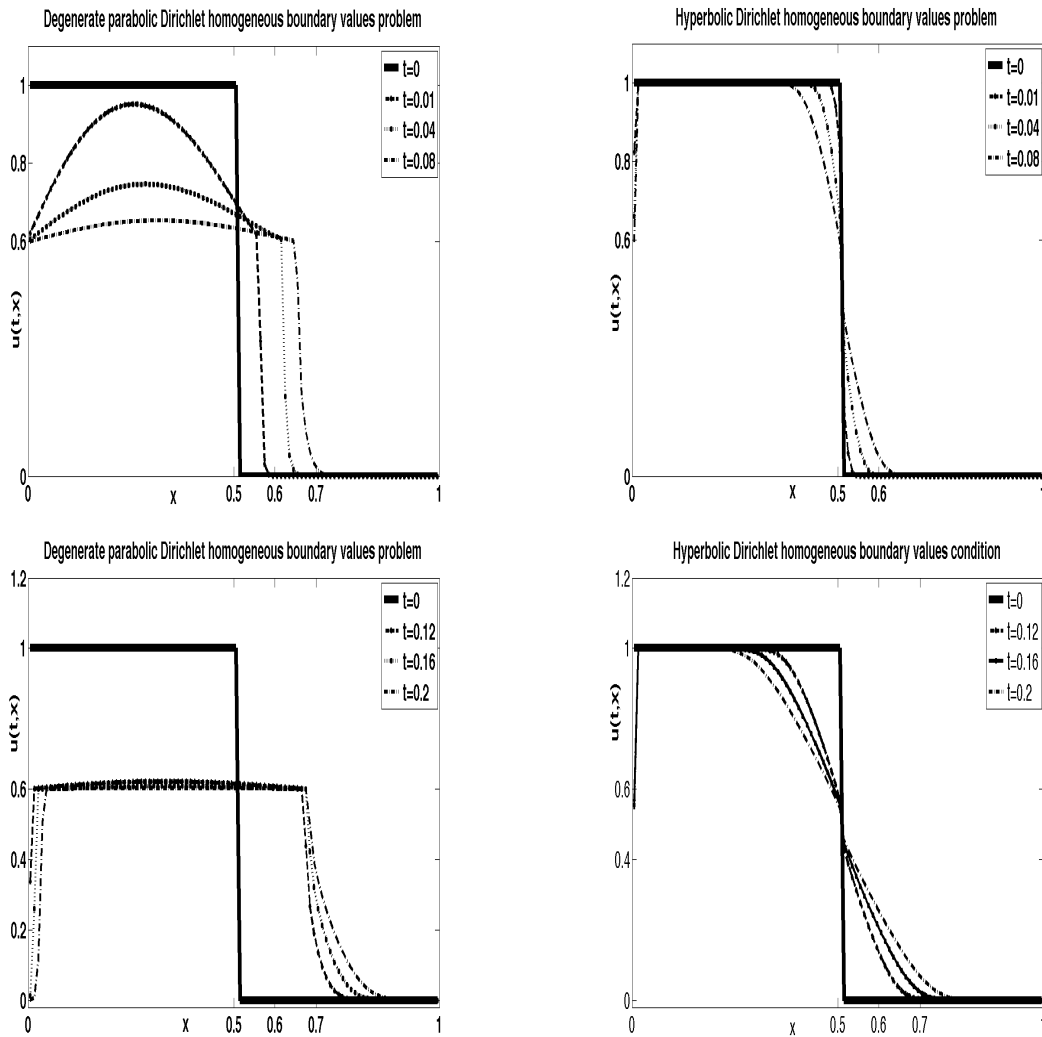 Degenerate parabolic Dirichlet homogeneous boundary values problem
1
0.8
0.6
0
u(t,x)
0
x
0.5
0.6
0.7
1
t=0
t=0.01
t=0.04
t=0.08
Hyperbolic Dirichlet homogeneous boundary values problem
1
0.8
0.6
0
u(t,x)
0
x
0.5
0.6
1
t=0
t=0.01
t=0.04
t=0.08
Degenerate parabolic Dirichlet homogeneous boundary values problem
1.2
1
0.6
0.4
0.2
0
u(t,x)
0
x
0.5
0.6
0.7
1
t=0
t=0.12
t=0.16
t=0.2
Hyperbolic Dirichlet homogeneous boundary values condition
1.2
1
0.6
0.4
0
u(t,x)
0
x
0.5
0.6
0.7
1
t=0
t=0.12
t=0.16
t=0.2